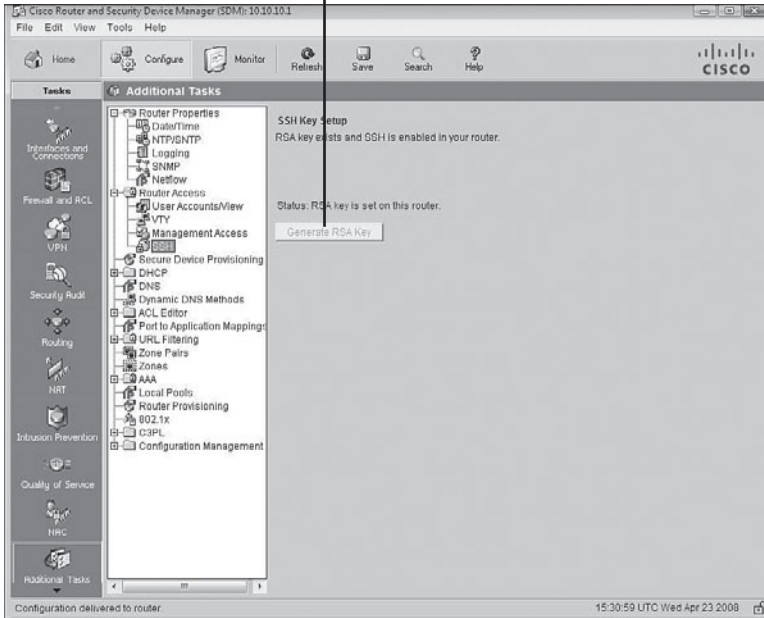 Cisco Router and Security Device Manager (SDM): 10.10.10.1
File Edit View Tools Help
Home Configure Monitor Refresh Save Search Help
CISCO
Tasks
Additional Tasks
Interfaces and Connections
Firewall and ACL
VPN
Security Audit
Routing
NAT
Intrusion Prevention
Quality of Service
NAC
Additional Tasks
Router Properties
Date/Time
NTP/SNTP
Logging
SNMP
Netflow
Router Access
User Accounts/View
VTY
Management Access
SSH
Secure Device Provisioning
DHCP
DNS
Dynamic DNS Methods
ACL Editor
Port to Application Mappings
URL Filtering
Zone Pairs
Zones
AAA
Local Pools
Router Provisioning
802.1x
C3PL
Configuration Management
SSH Key Setup
RSA key exists and SSH is enabled in your router.
Status: RSA key is set on this router.
Generate RSA Key
Configuration delivered to router.
15:30:59 UTC Wed Apr 23 2008